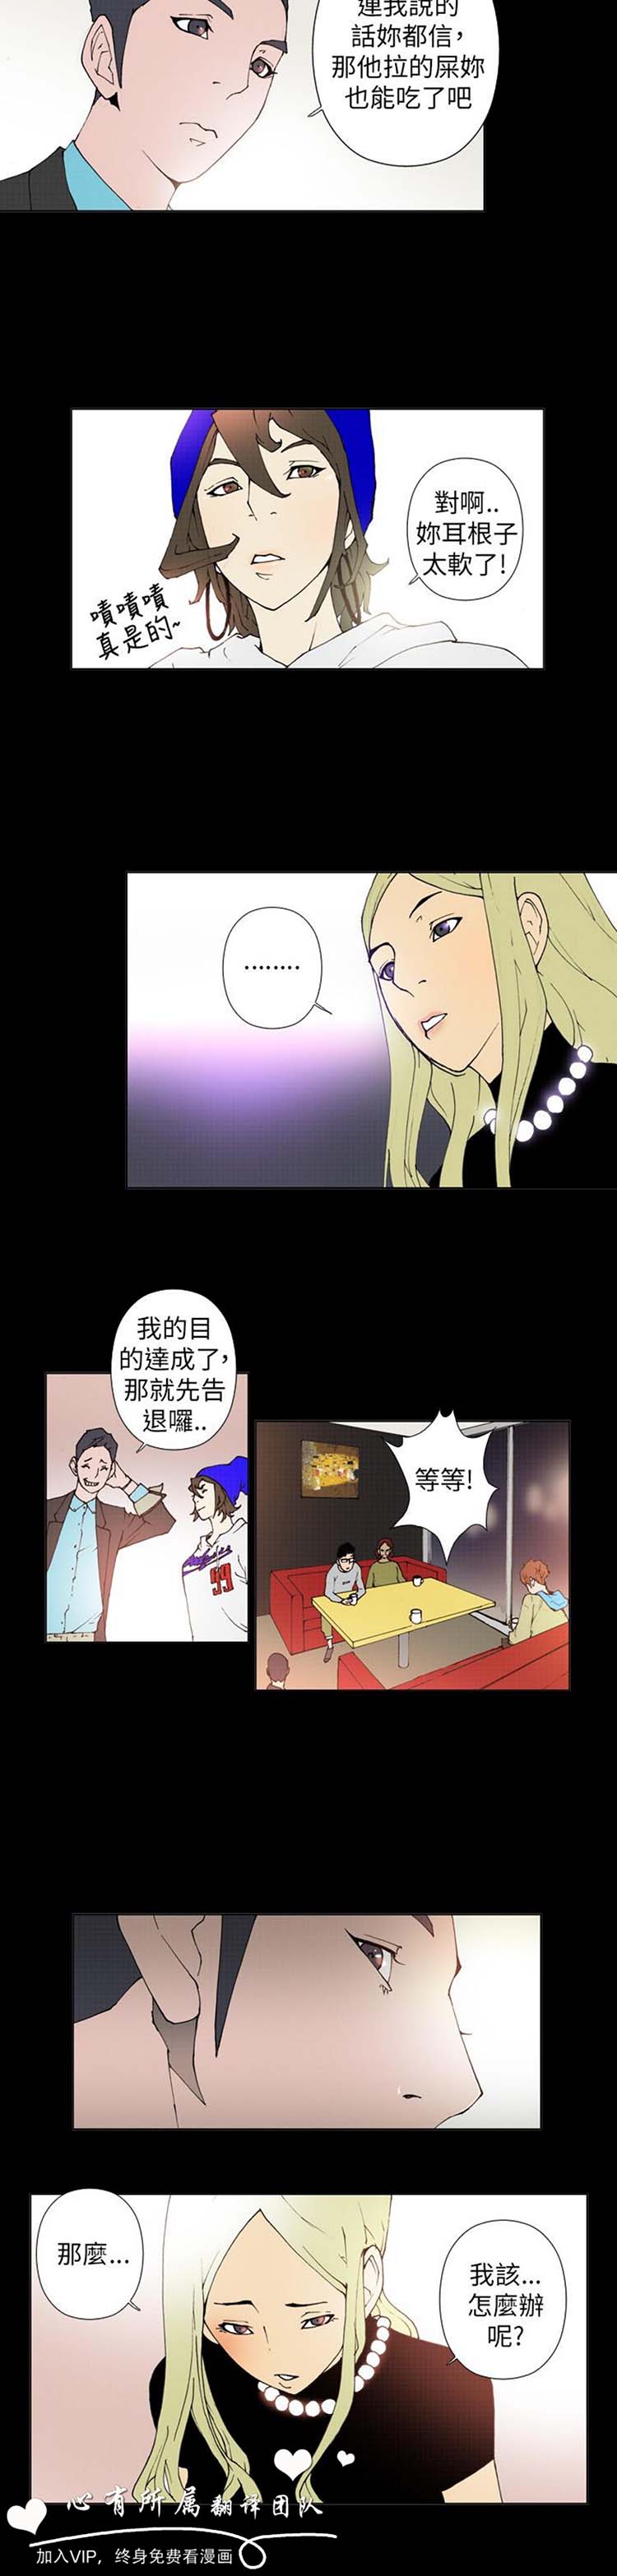 連我說的
話妳都信，
那他拉的屎妳
也能吃了吧
對啊..
妳耳根子
太軟了!
嘖嘖嘖
真是的~
........
我的目
的達成了，
那就先告
退囉..
等等!
99
那麼...
我該...
怎麼辦
呢?
心有所属翻译团队
加入VIP，终身免费看漫画